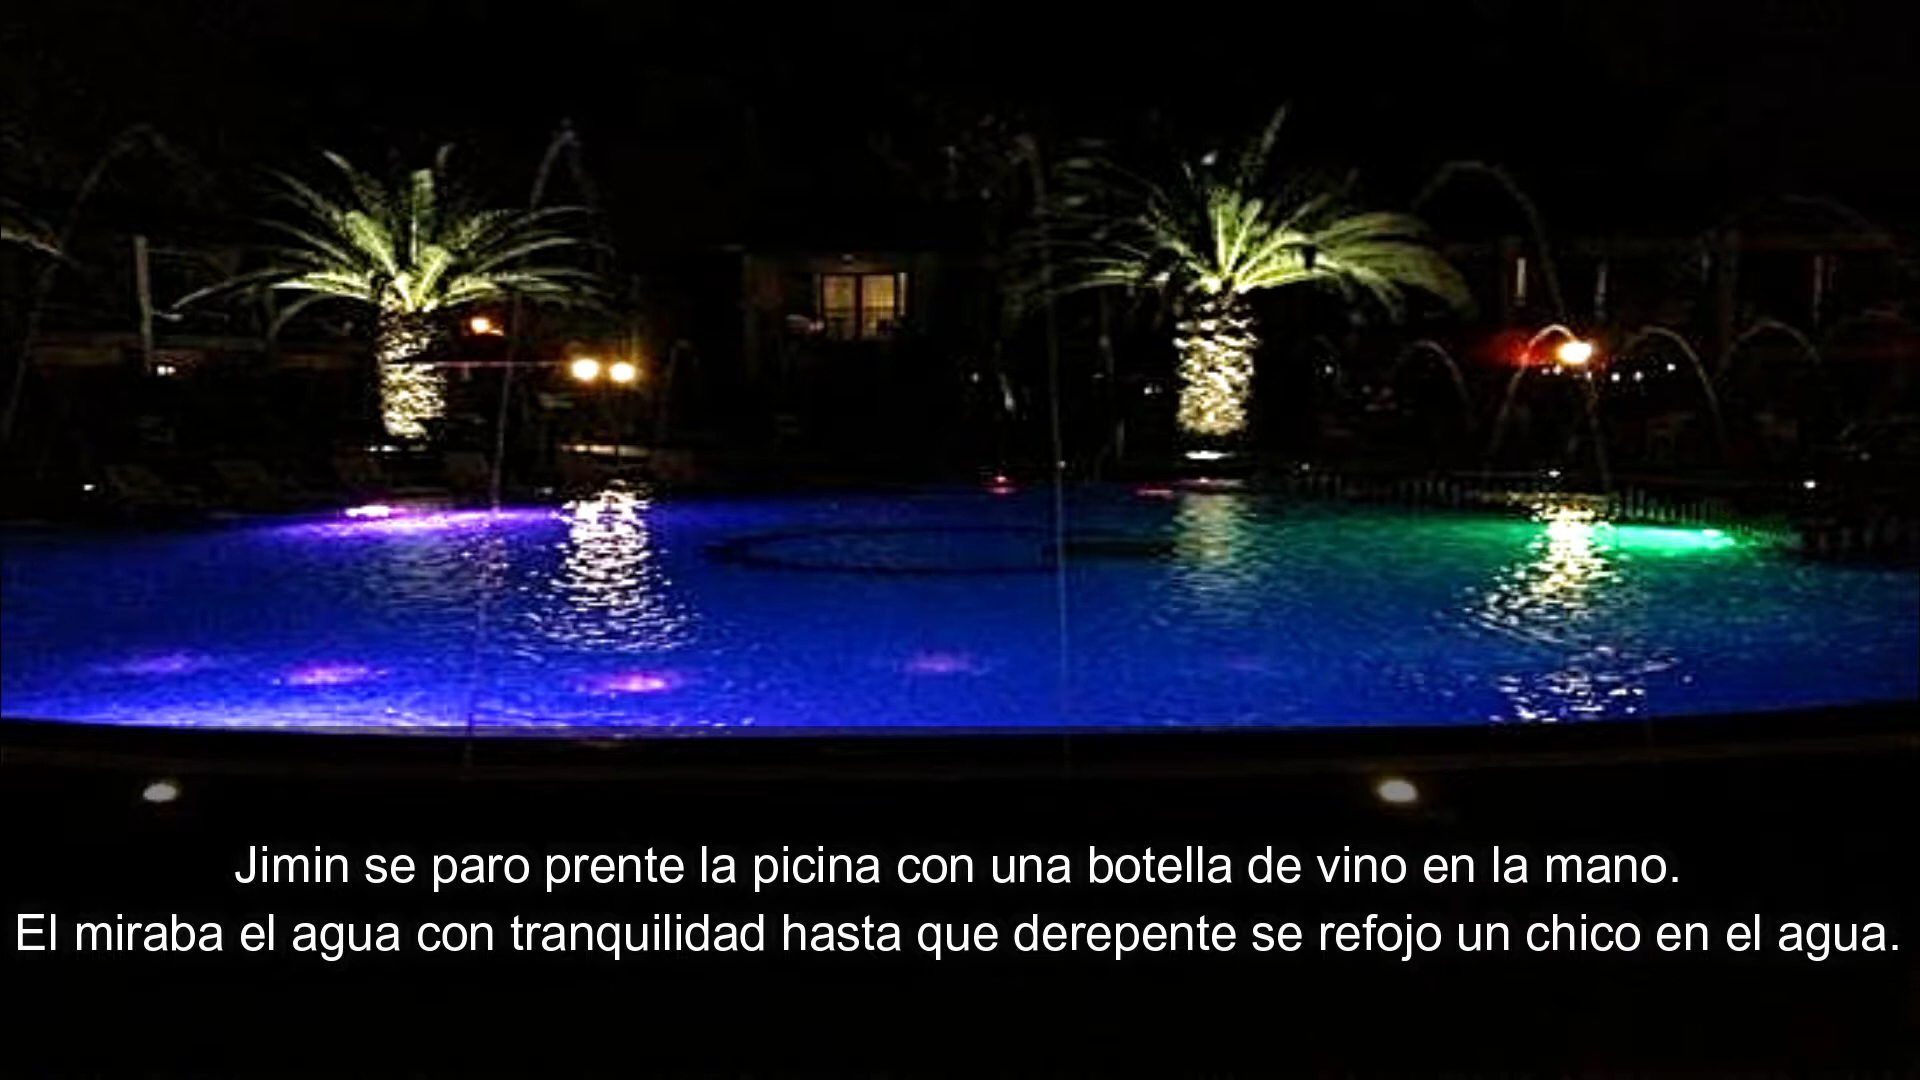 Jimin se paro prente la picina con una botella de vino en la mano.
El miraba el agua con tranquilidad hasta que derepente se refojo un chico en el agua.